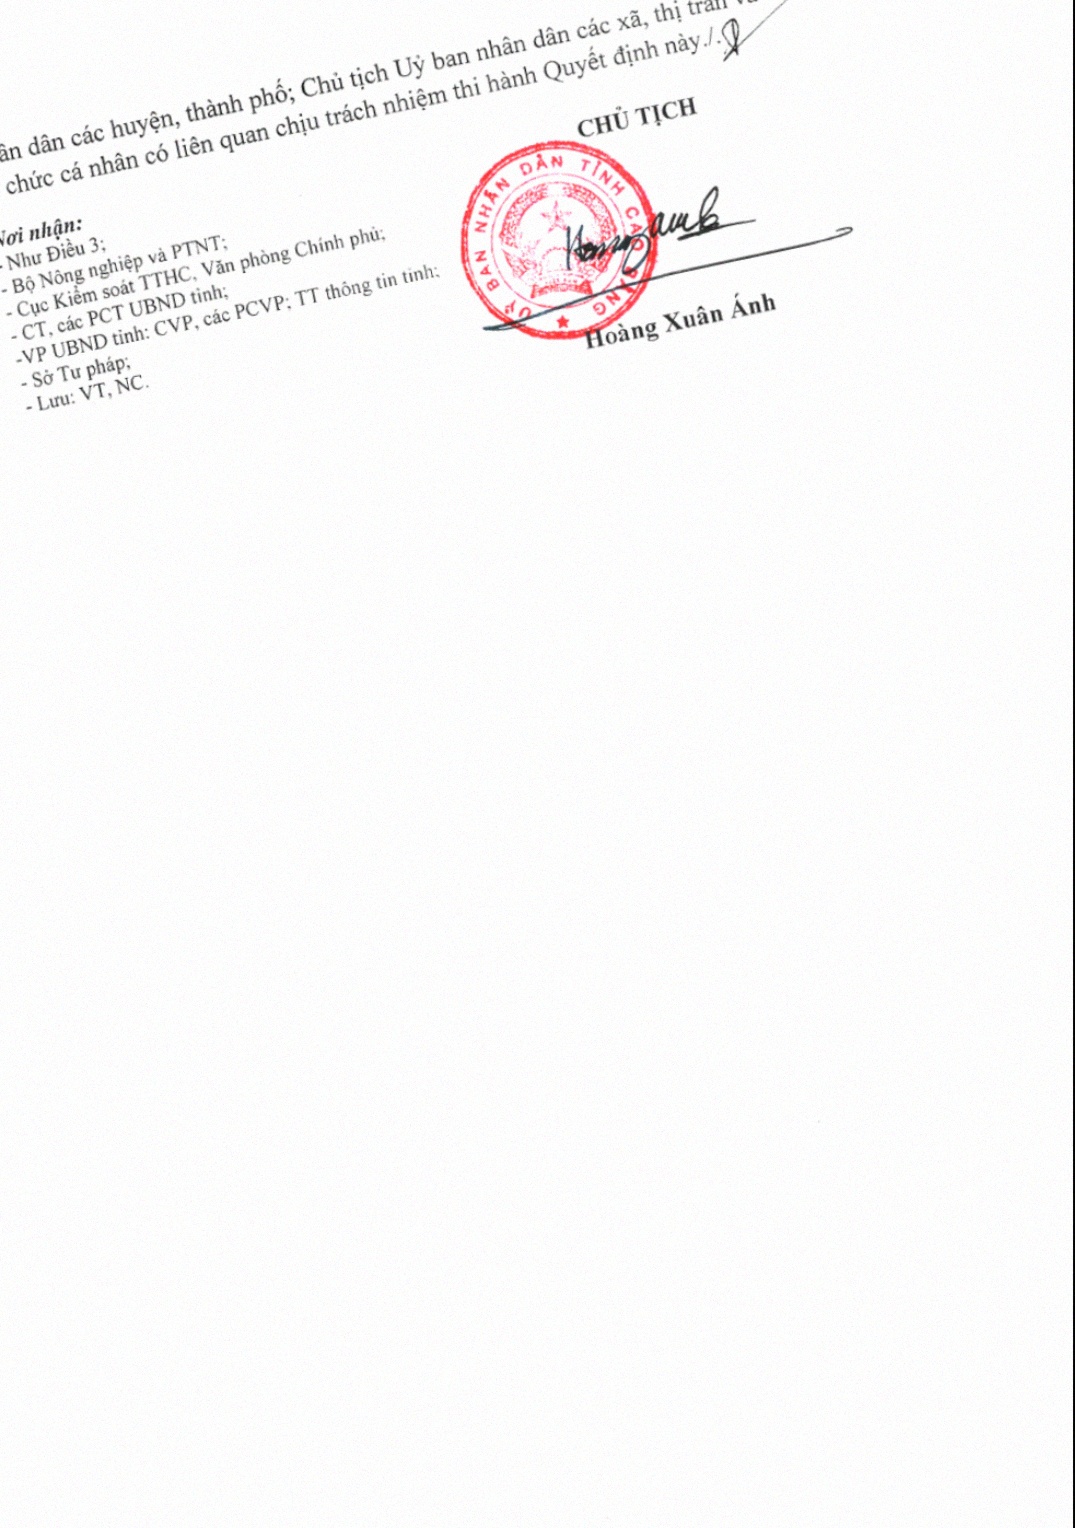 ân dân các huyện, thành phố; Chủ tịch Uỷ ban nhân dân các xã, thị trấn
chức cá nhân có liên quan chịu trách nhiệm thi hành Quyết định này./.
CHỦ TỊCH
Nơi nhận:
- Như Điều 3;
- Bộ Nông nghiệp và PTNT;
- Cục Kiểm soát TTHC, Văn phòng Chính phủ;
- CT, các PCT UBND tỉnh;
-VP UBND tỉnh: CVP, các PCVP; TT thông tin tỉnh;
- Sở Tư pháp;
- Lưu: VT, NC.
UỶ BAN NHÂN DÂN TỈNH CAO BẰNG
Hoàng Xuân Ánh